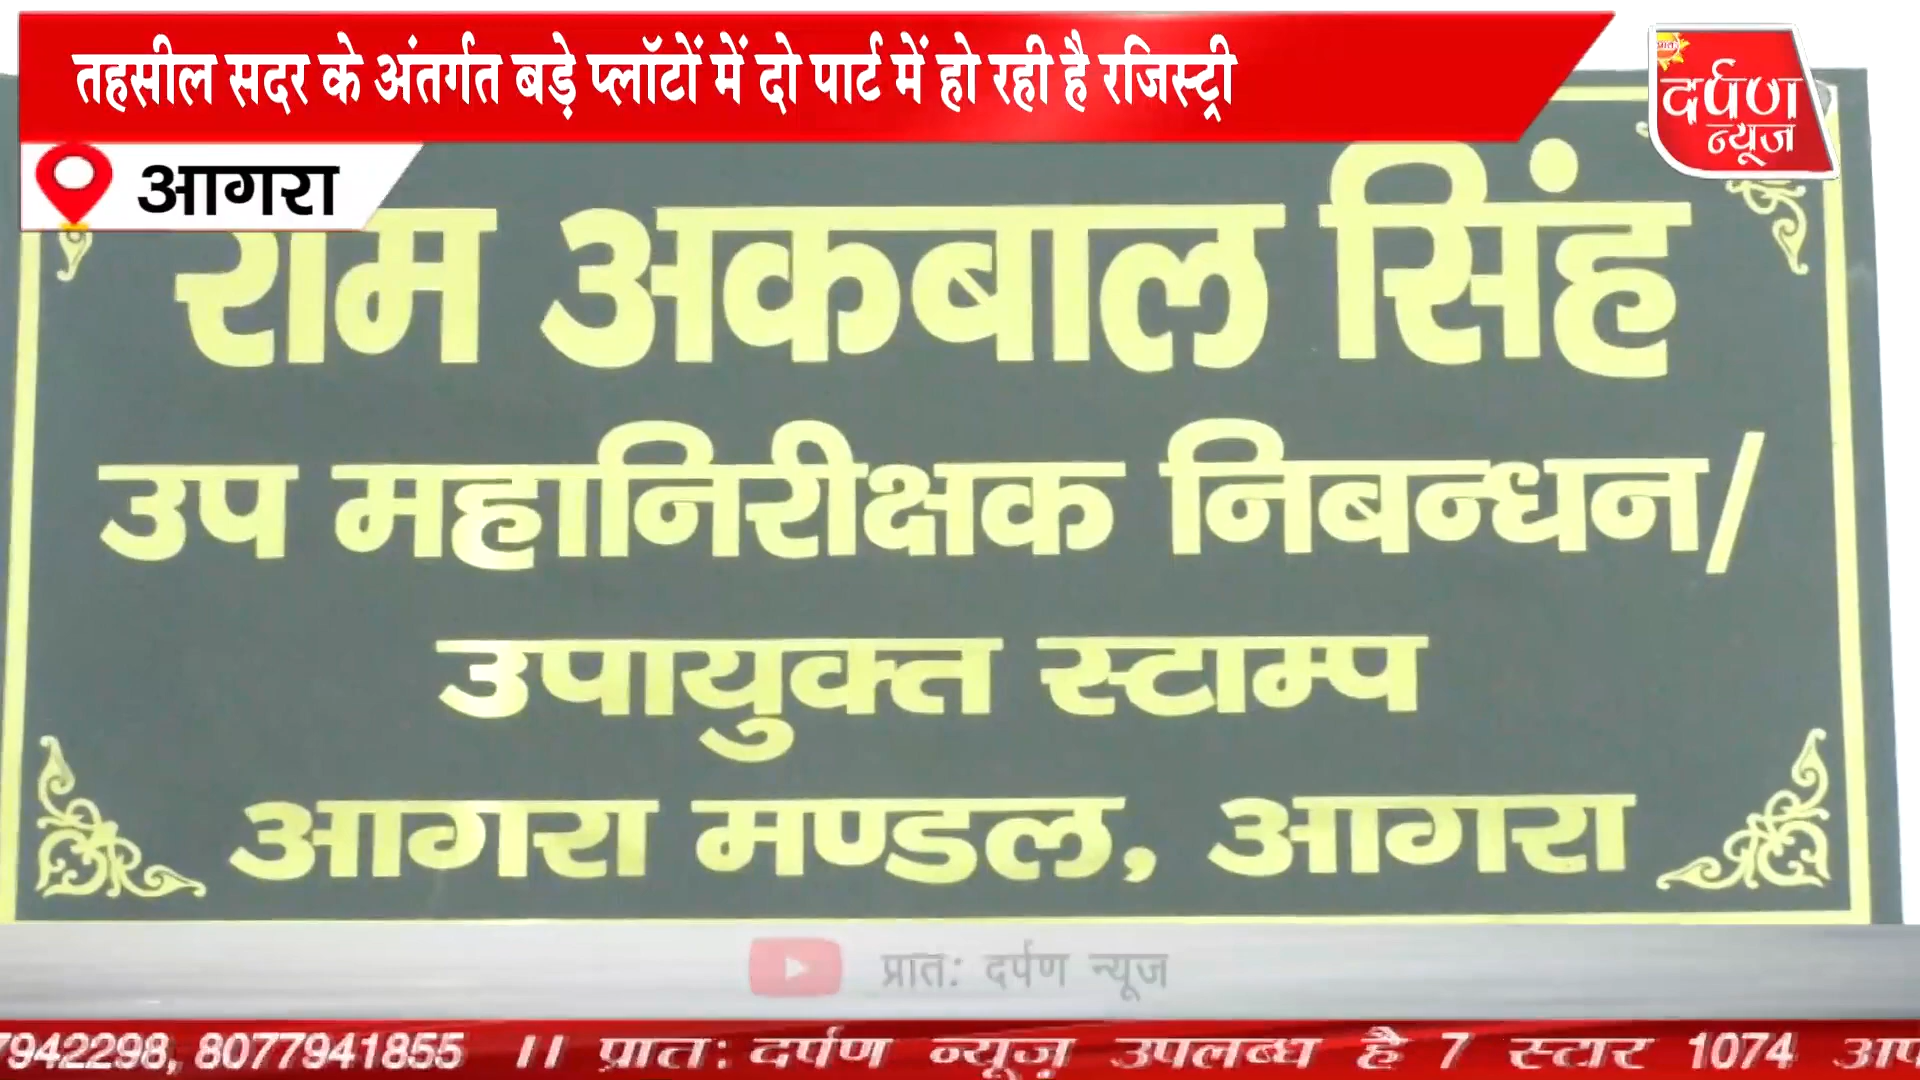 तहसील सदर के अंतर्गत बड़े प्लॉटों में दो पार्ट में हो रही है रजिस्ट्री
प्रातः
दर्पण
न्यूज
आगरा
राम अकबाल सिंह
उप महानिरीक्षक निबन्धन/
उपायुक्त स्टाम्प
आगरा मण्डल, आगरा
प्रात: दर्पण न्यूज
7942298, 8077941855 ।। प्रात: दर्पण न्यूज़ उपलब्ध है 7 स्टार 1074